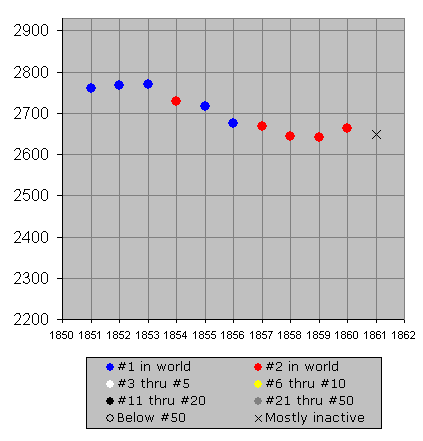 2900
2800
2700
2600
2500
2400
2300
2200
1850 1851 1852 1853 1854 1855 1856 1857 1858 1859 1860 1861 1862
#1 in world #2 in world
#3 thru #5 #6 thru #10
#11 thru #20 #21 thru #50
Below #50 Mostly inactive